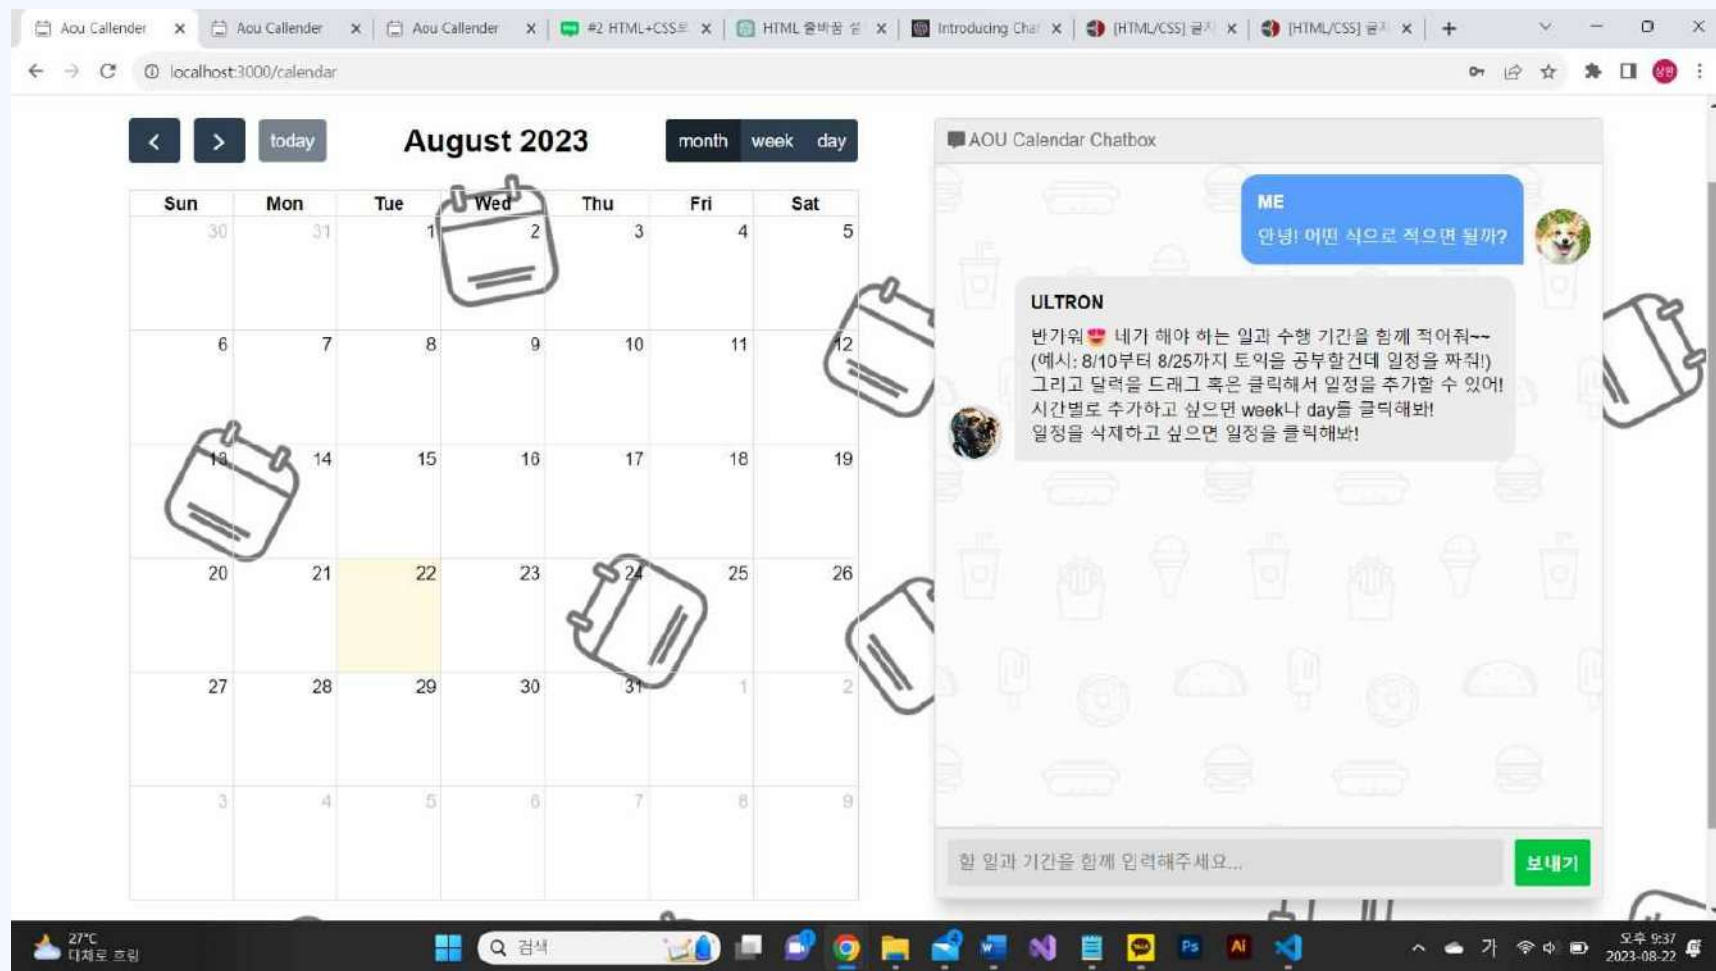 Aou Callender
Aou Callender
Aou Callender
#2 HTML+CSS로
HTML 줄바꿈
Introducing Cha
[HTML/CSS] 글자
[HTML/CSS] 글자
localhost:3000/calendar
today
August 2023
month week day
Sun Mon Tue Wed Thu Fri Sat
30 31 1 2 3 4 5
6 7 8 9 10 11 12
13 14 15 16 17 18 19
20 21 22 23 24 25 26
27 28 29 30 31 1 2
3 4 5 6 7 8 9
AOU Calendar Chatbox
ME
안녕! 어떤 식으로 적으면 될까?
ULTRON
반가워😍 네가 해야 하는 일과 수행 기간을 함께 적어줘~~
(예시: 8/10부터 8/25까지 토익을 공부할건데 일정을 짜줘!)
그리고 달력을 드래그 혹은 클릭해서 일정을 추가할 수 있어!
시간별로 추가하고 싶으면 week나 day를 클릭해봐!
일정을 삭제하고 싶으면 일정을 클릭해봐!
할 일과 기간을 함께 입력해주세요...
보내기
27°C
대체로 흐림
검색
Ps
Ai
가
오후 9:37
2023-08-22